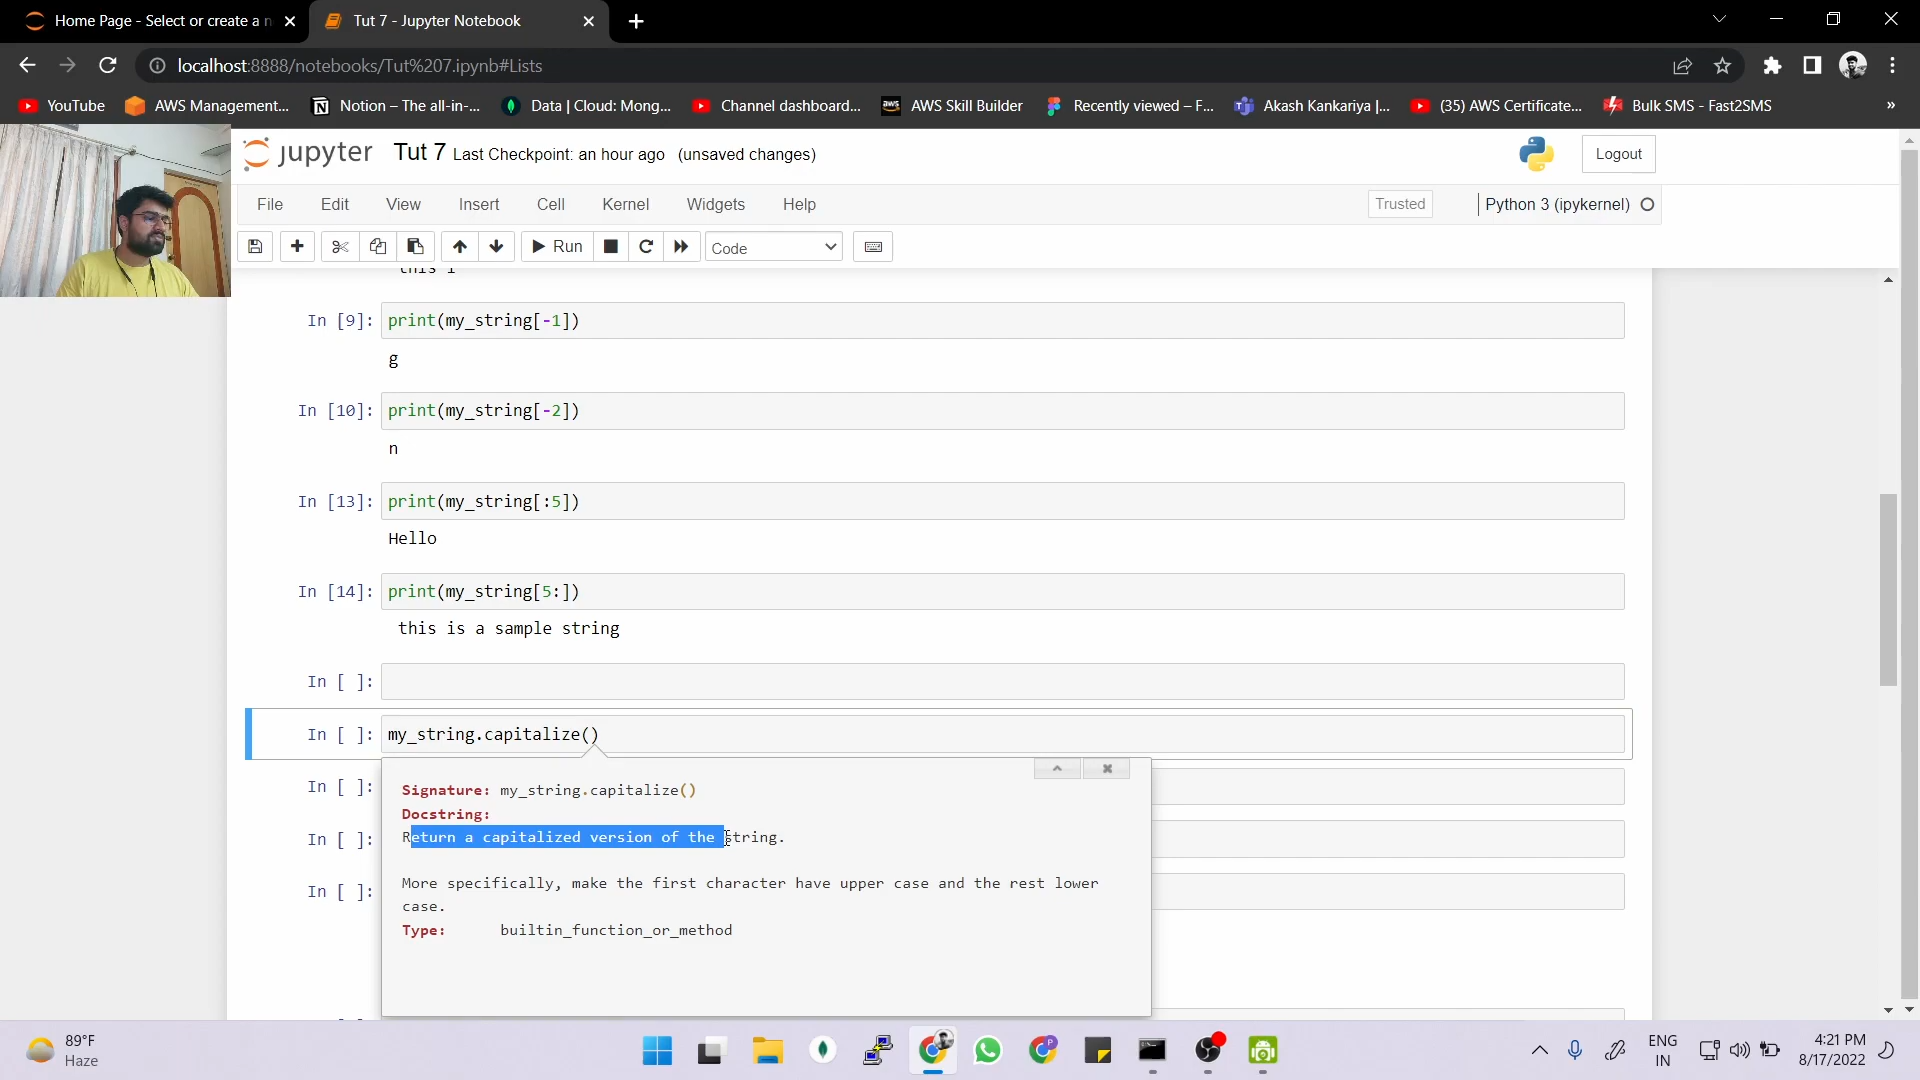 Home Page - Select or create a n
Tut 7 - Jupyter Notebook
localhost:8888/notebooks/Tut%207.ipynb#Lists
YouTube
AWS Management...
Notion – The all-in-...
Data | Cloud: Mong...
Channel dashboard...
aws
AWS Skill Builder
Recently viewed – F...
Akash Kankariya |...
(35) AWS Certificate...
Bulk SMS - Fast2SMS
»
jupyter Tut 7 Last Checkpoint: an hour ago (unsaved changes)
Logout
File Edit View Insert Cell Kernel Widgets Help
Trusted
Python 3 (ipykernel)
Run
Code
this i
In [9]: print(my_string[-1])
g
In [10]: print(my_string[-2])
n
In [13]: print(my_string[:5])
Hello
In [14]: print(my_string[5:])
this is a sample string
In [ ]:
In [ ]: my_string.capitalize()
In [ ]:
In [ ]:
In [ ]:
Signature: my_string.capitalize()
Docstring:
Return a capitalized version of the string.
More specifically, make the first character have upper case and the rest lower
case.
Type: builtin_function_or_method
89°F
Haze
ENG
IN
4:21 PM
8/17/2022